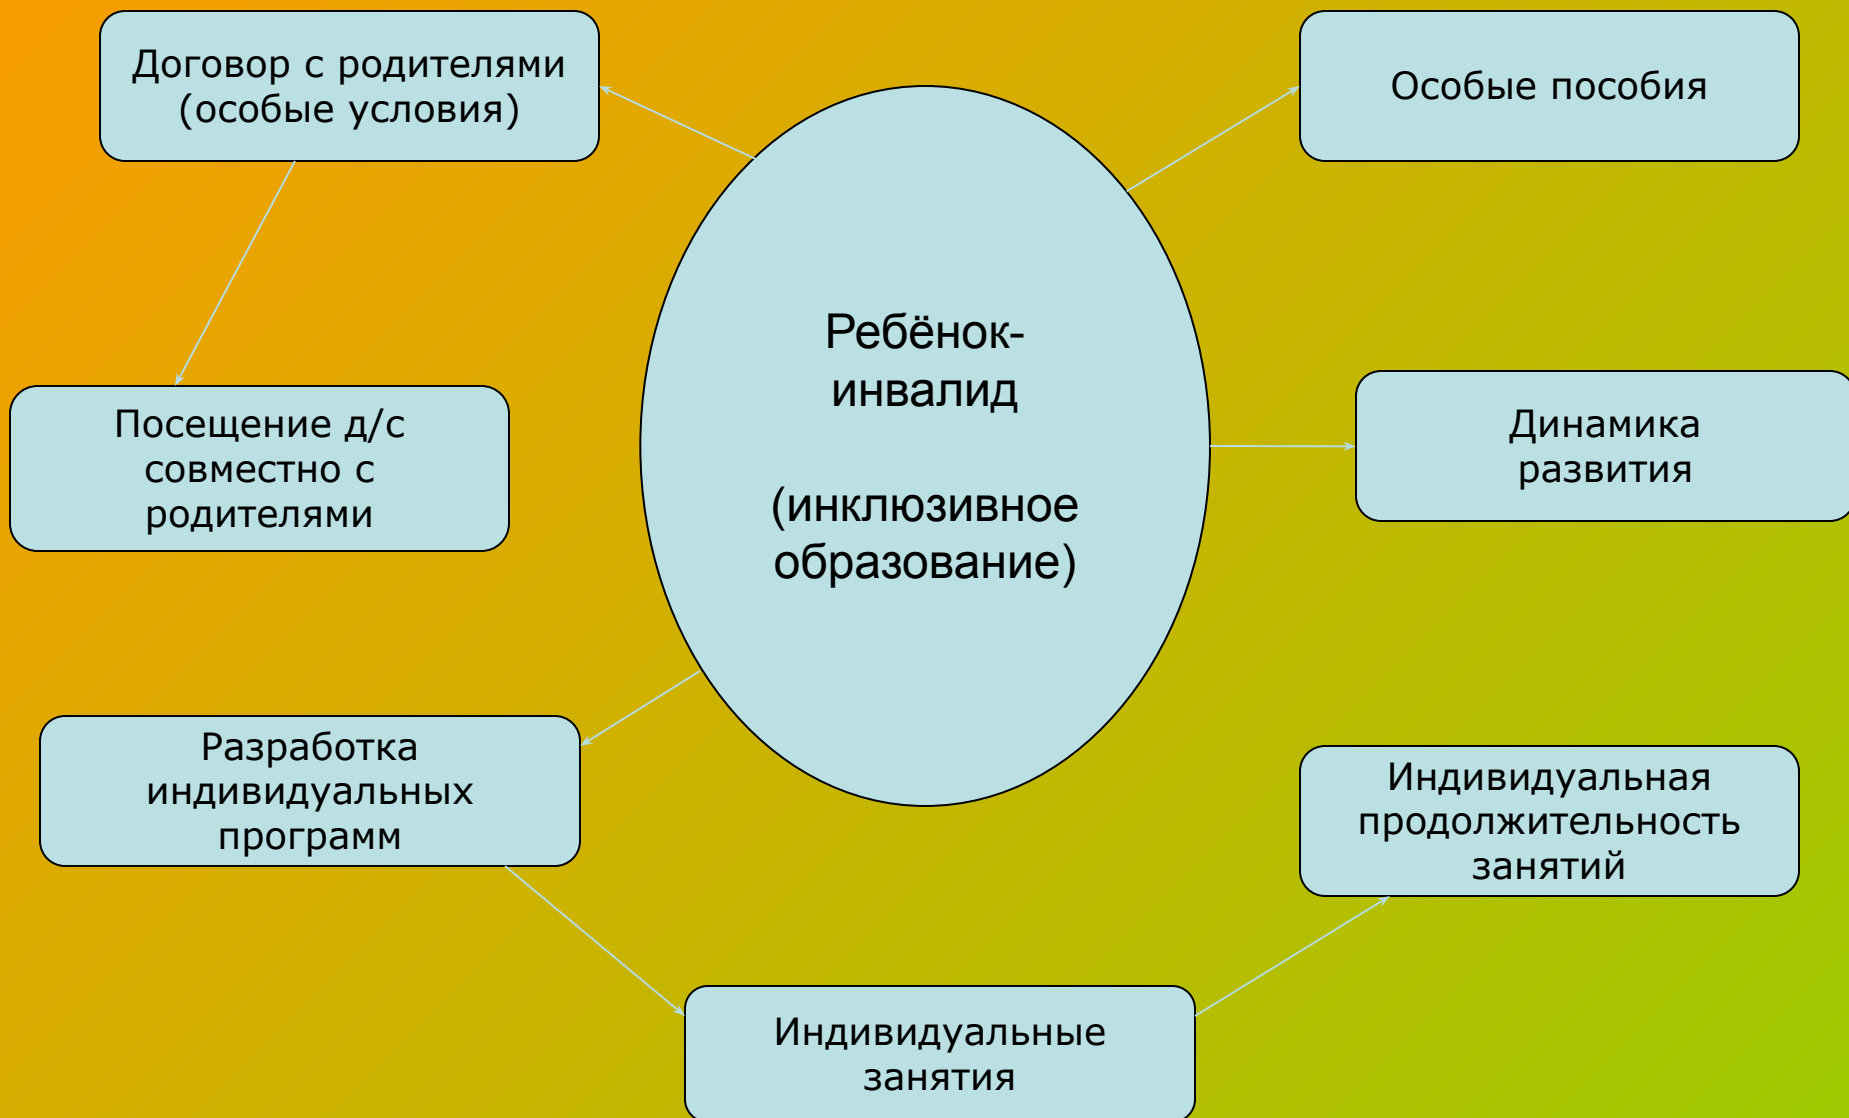 Договор с родителями
(особые условия)
Особые пособия
Ребёнок-
инвалид
(инклюзивное
образование)
Посещение д/с
совместно с
родителями
Динамика
развития
Разработка
индивидуальных
программ
Индивидуальная
продолжительность
занятий
Индивидуальные
занятия